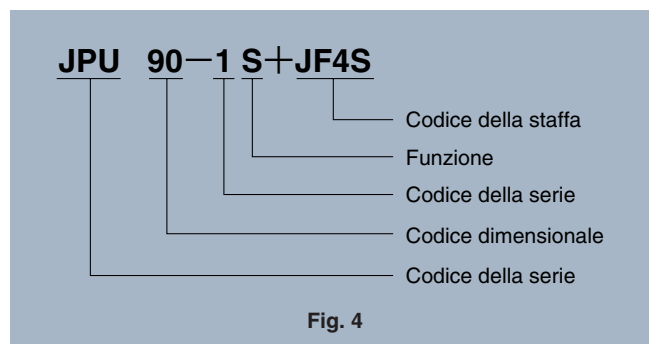 JPU 90－1 S＋JF4S
Codice della staffa
Funzione
Codice della serie
Codice dimensionale
Codice della serie
Fig. 4